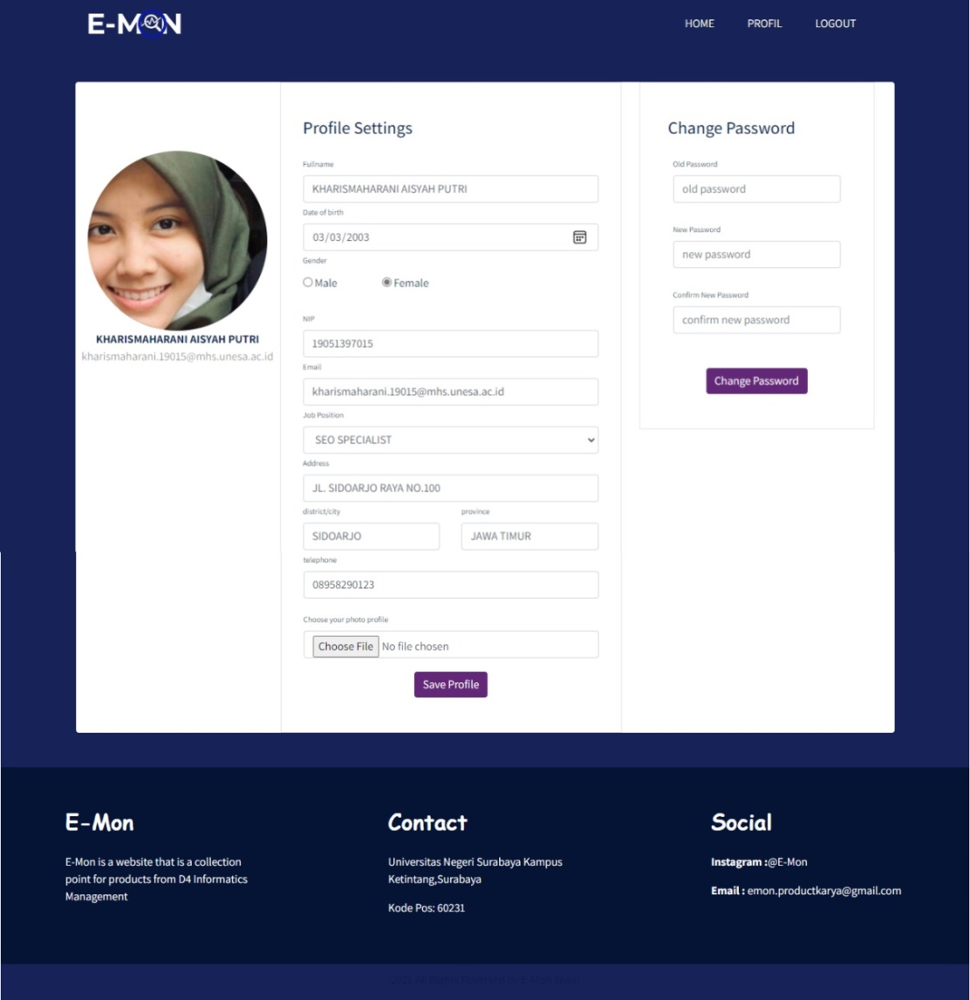 E-MON
HOME PROFIL LOGOUT
KHARISMAHARANI AISYAH PUTRI
kharismaharani.19015@mhs.unesa.ac.id
Profile Settings
Fullname
KHARISMAHARANI AISYAH PUTRI
Date of birth
03/03/2003
Gender
Male Female
NIP
19051397015
Email
kharismaharani.19015@mhs.unesa.ac.id
Job Position
SEO SPECIALIST
Address
JL. SIDOARJO RAYA NO.100
district/city province
SIDOARJO JAWA TIMUR
telephone
08958290123
Choose your photo profile
Choose File No file chosen
Save Profile
Change Password
Old Password
old password
New Password
new password
Confirm New Password
confirm new password
Change Password
E-Mon
E-Mon is a website that is a collection
point for products from D4 Informatics
Management
Contact
Universitas Negeri Surabaya Kampus
Ketintang,Surabaya
Kode Pos: 60231
Social
Instagram :@E-Mon
Email : emon.productkarya@gmail.com